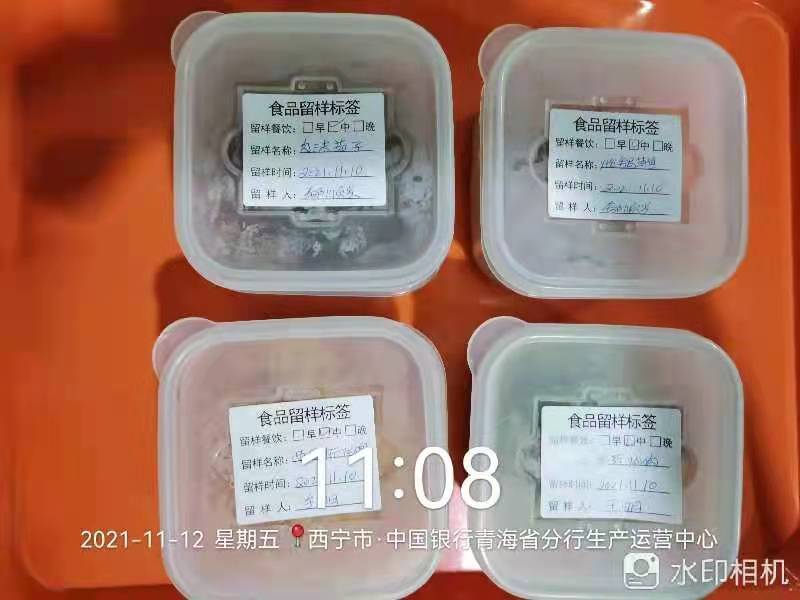 食品留样标签
留样餐饮：□早☑中□晚
留样名称：
留样时间：2021.11.10
留 样 人：
食品留样标签
留样餐饮：□早☑中□晚
留样名称：
留样时间：2021.11.10
留 样 人：
食品留样标签
留样餐饮：□早☑中□晚
留样名称：
留样时间：2021.11.10
留 样 人：
食品留样标签
留样餐饮：□早☑中□晚
留样时间：2021.11.10
留 样 人：
11:08
2021-11-12 星期五 西宁市·中国银行青海省分行生产运营中心
水印相机